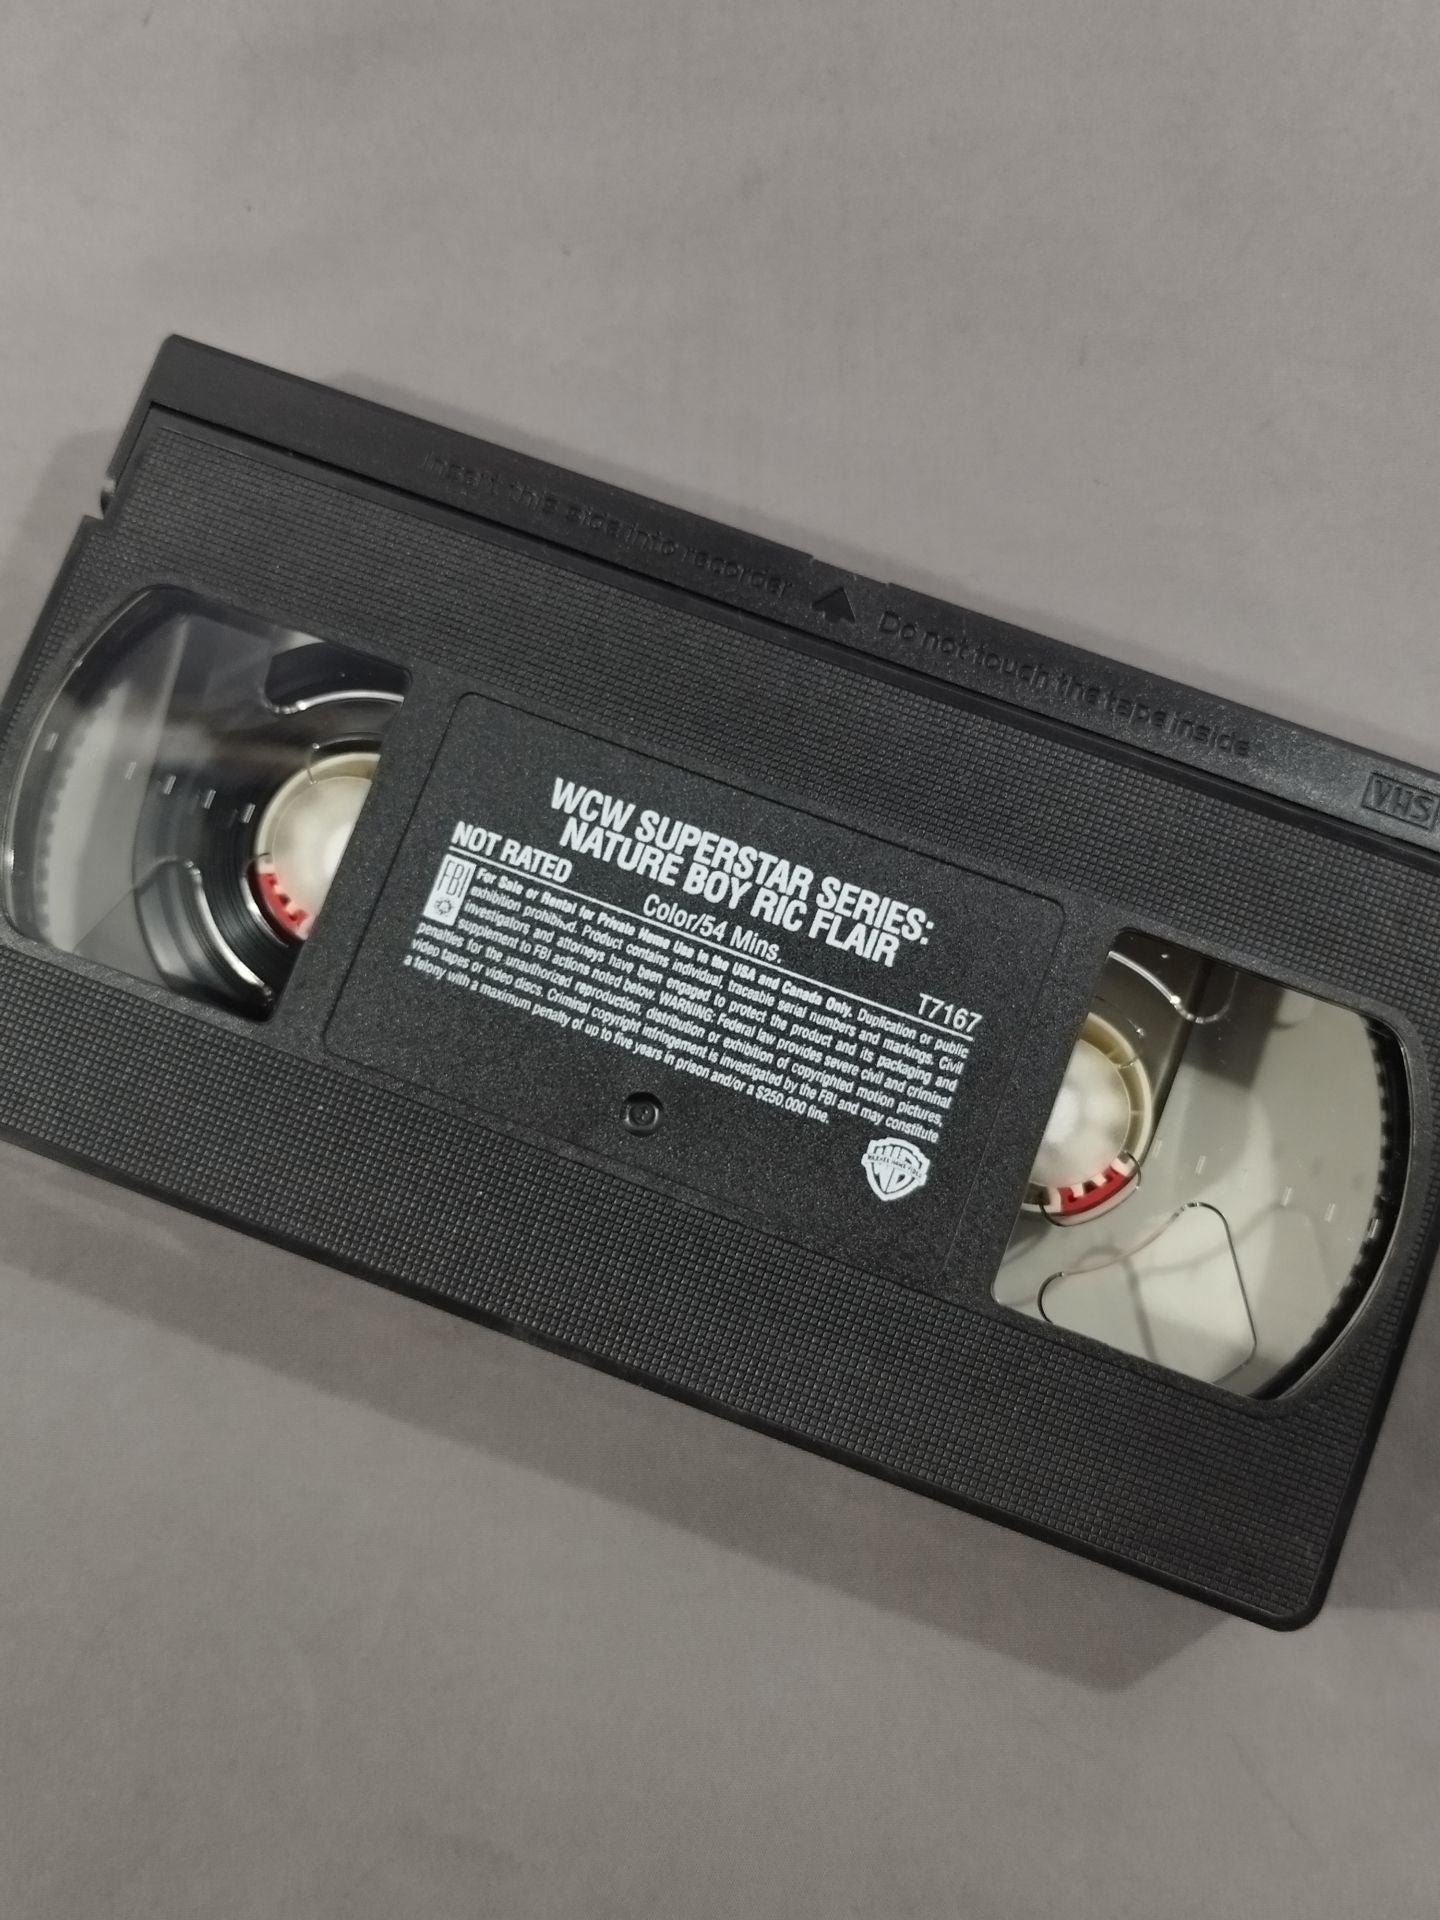 Insert this side into recorder
Do not touch the tape inside
VHS
WCW SUPERSTAR SERIES:
NATURE BOY RIC FLAIR
NOT RATED
Color/54 Mins.
T7167
FBI
For Sale or Rental for Private Home Use in the USA and Canada Only. Duplication or public
exhibition prohibited. Product contains individual, traceable serial numbers and markings. Civil
investigators and attorneys have been engaged to protect the product and its packaging and
supplement to FBI actions noted below. WARNING: Federal law provides severe civil and criminal
penalties for the unauthorized reproduction, distribution or exhibition of copyrighted motion pictures,
video tapes or video discs. Criminal copyright infringement is investigated by the FBI and may constitute
a felony with a maximum penalty of up to five years in prison and/or a $250,000 fine.
WARNER HOME VIDEO
WB